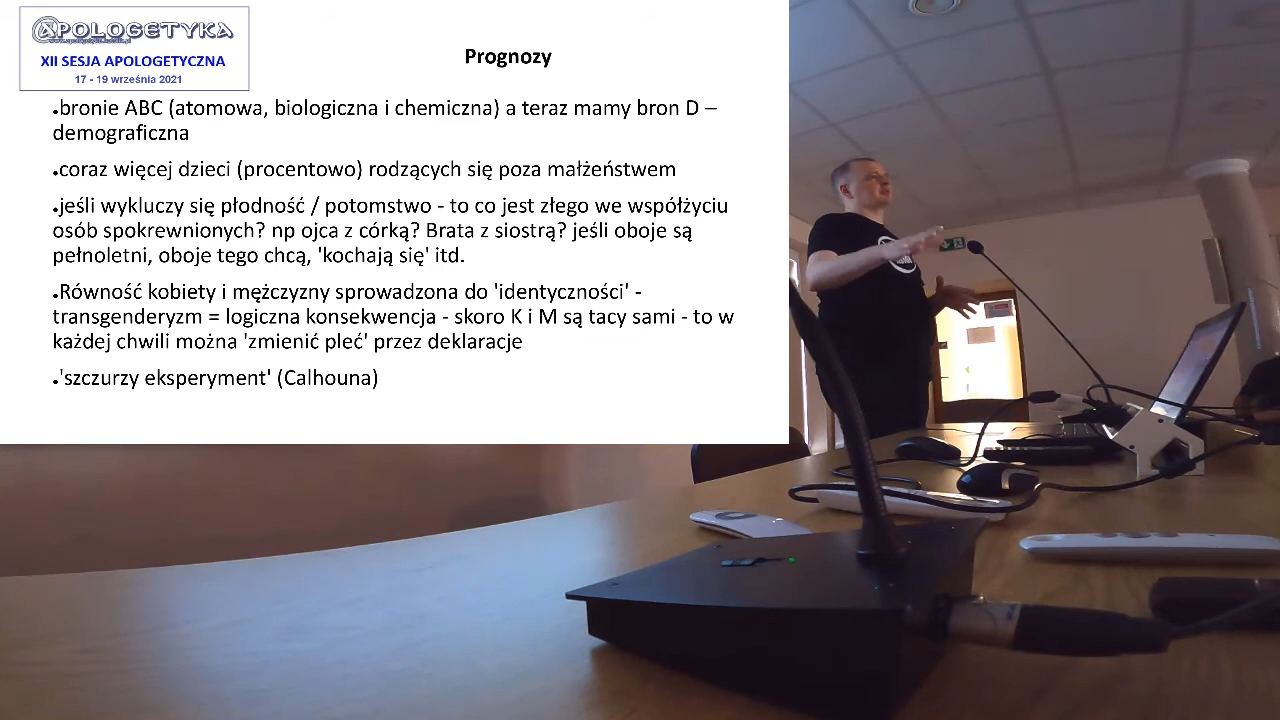 @POLOGETYKA
XII SESJA APOLOGETYCZNA
17 - 19 września 2021
Prognozy
•bronie ABC (atomowa, biologiczna i chemiczna) a teraz mamy bron D –
demograficzna
•coraz więcej dzieci (procentowo) rodzących się poza małżeństwem
•jeśli wykluczy się płodność / potomstwo - to co jest złego we współżyciu
osób spokrewnionych? np ojca z córką? Brata z siostrą? jeśli oboje są
pełnoletni, oboje tego chcą, 'kochają się' itd.
•Równość kobiety i mężczyzny sprowadzona do 'identyczności' -
transgenderyzm = logiczna konsekwencja - skoro K i M są tacy sami - to w
każdej chwili można 'zmienić pleć' przez deklaracje
•'szczurzy eksperyment' (Calhouna)